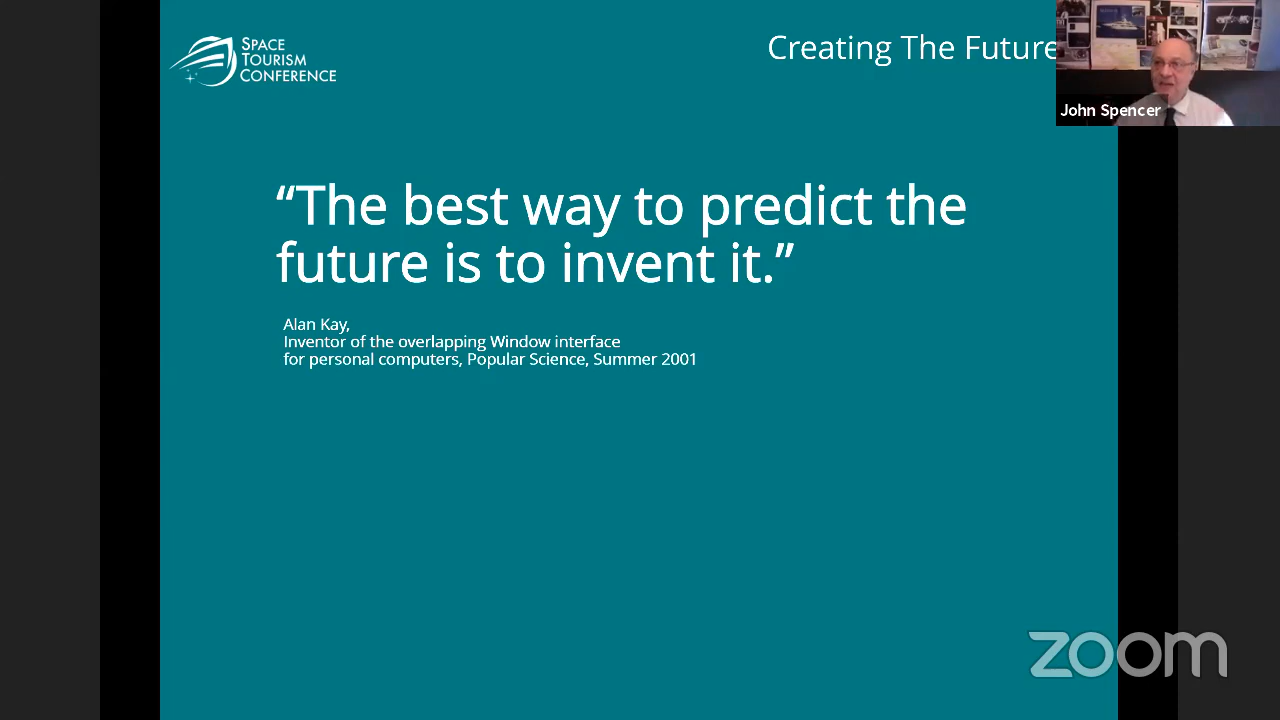 SPACE
TOURISM
CONFERENCE
Creating The Future
John Spencer
“The best way to predict the
future is to invent it.”
Alan Kay,
Inventor of the overlapping Window interface
for personal computers, Popular Science, Summer 2001
zoom